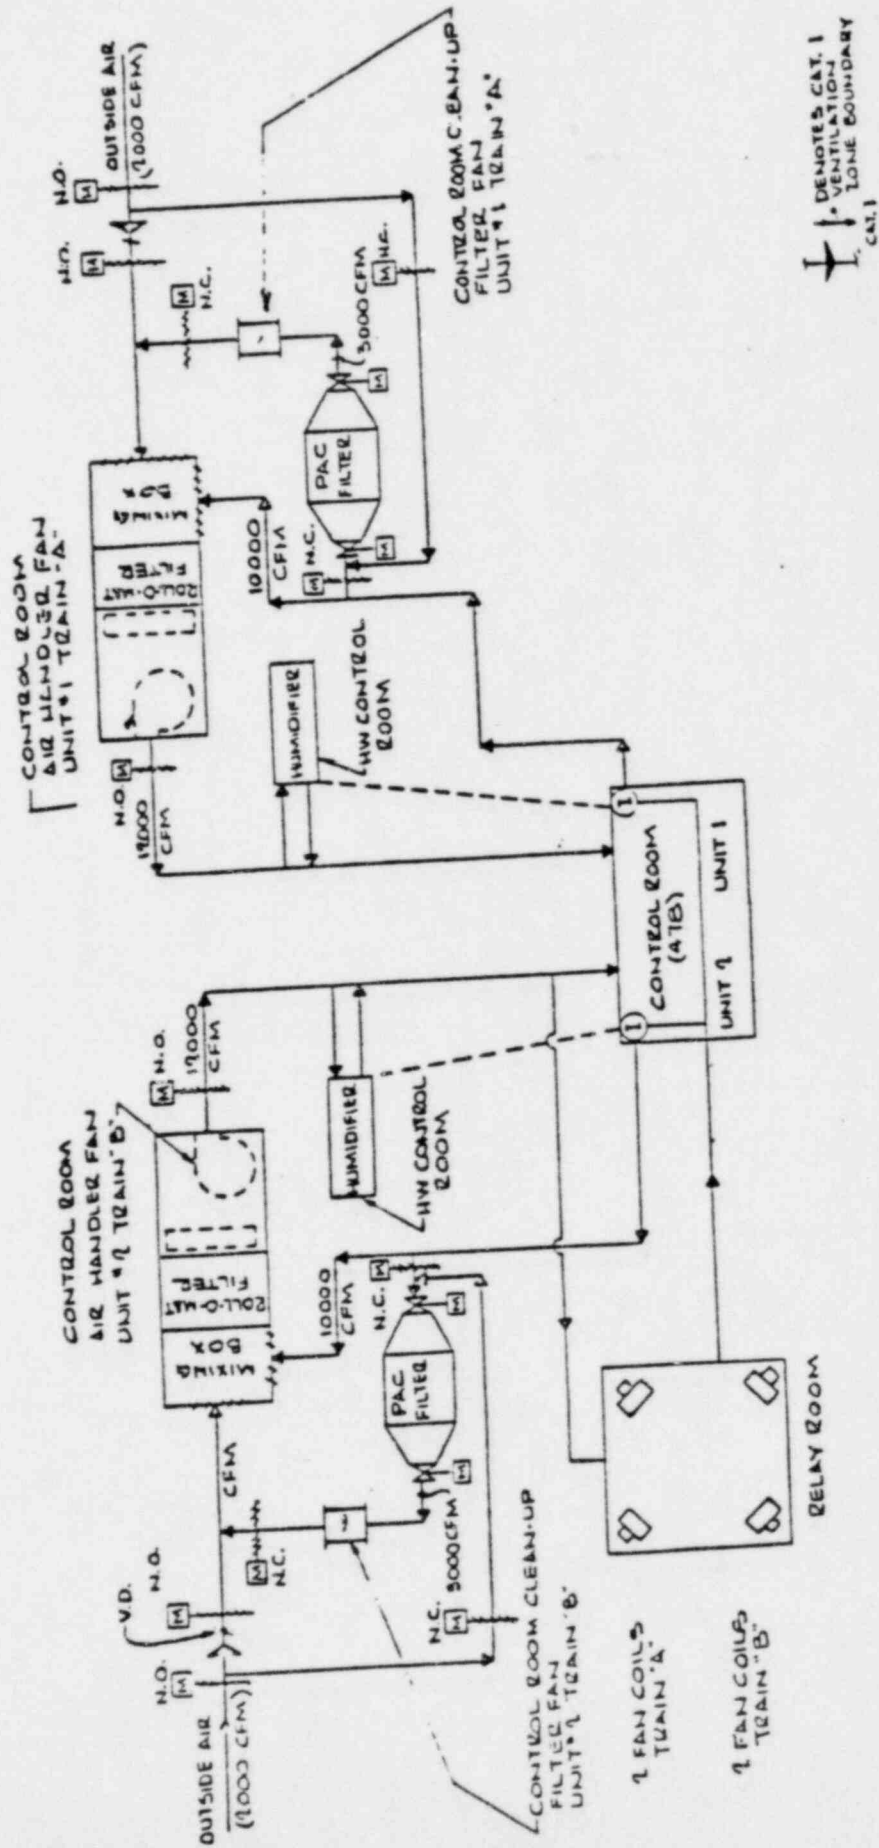 CONTROL ROOM
AIR HANDLER FAN
UNIT #2 TRAIN "B"
CONTROL ROOM
AIR HENDLER FAN
UNIT #1 TRAIN "A"
OUTSIDE AIR
(2000 CFM)
N.O.
M
V.D.
N.O.
M
CFM
MIXING
BOX
ROLL-O-MAT
FILTER
M N.O.
12000
CFM
N.O. M
12000
CFM
ROLL-O-MAT
FILTER
MIXING
BOX
N.O.
M
N.O.
M
OUTSIDE AIR
(2000 CFM)
M
N.C.
10000
CFM
N.C. M
M
PAC
FILTER
M
3000 CFM
N.C.
M
HUMIDIFIER
HW CONTROL
ROOM
HUMIDIFIER
HW CONTROL
ROOM
10000
CFM
M N.C.
M
PAC
FILTER
M
3000 CFM
M
N.C.
M N.C.
CONTROL ROOM CLEAN-UP
FILTER FAN
UNIT #2 TRAIN "B"
CONTROL ROOM CLEAN-UP
FILTER FAN
UNIT #1 TRAIN "A"
I
I
CONTROL ROOM
(47B)
UNIT 2
UNIT 1
2 FAN COILS
TRAIN "A"
2 FAN COILS
TRAIN "B"
RELAY ROOM
CAT. 1
DENOTES CAT. 1
VENTILATION
ZONE BOUNDARY